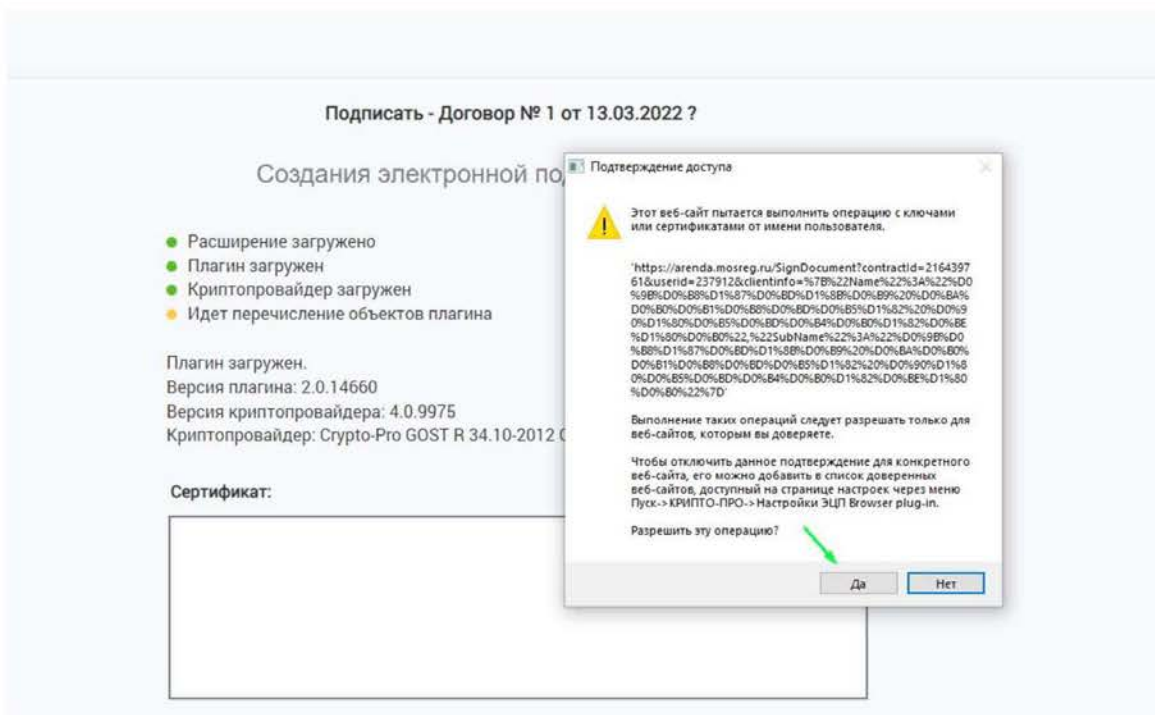 Подписать - Договор № 1 от 13.03.2022 ?
Создания электронной по
Расширение загружено
Плагин загружен
Криптопровайдер загружен
Идет перечисление объектов плагина
Плагин загружен.
Версия плагина: 2.0.14660
Версия криптопровайдера: 4.0.9975
Криптопровайдер: Crypto-Pro GOST R 34.10-2012
Сертификат:
Подтверждение доступа
Этот веб-сайт пытается выполнить операцию с ключами
или сертификатами от имени пользователя.
'https://arenda.mosreg.ru/SignDocument?contractid=2164397
61&userid=237912&clientinfo=%7B%22Name%22%3A%22%D0
%9B%D0%B8%D1%87%D0%BD%D1%8B%D0%B9%20%D0%BA%
D0%B0%D0%B1%D0%B8%D0%BD%D0%B5%D1%82%20%D0%9
0%D1%80%D0%B5%D0%BD%D0%B4%D0%B0%D1%82%D0%BE
%D1%80%D0%B0%22,%22SubName%22%3A%22%D0%9B%D0
%B8%D1%87%D0%BD%D1%8B%D0%B9%20%D0%BA%D0%B0%
D0%B1%D0%B8%D0%BD%D0%B5%D1%82%20%D0%90%D1%8
0%D0%B5%D0%BD%D0%B4%D0%B0%D1%82%D0%BE%D1%80
%D0%B0%22%7D'
Выполнение таких операций следует разрешать только для
веб-сайтов, которым вы доверяете.
Чтобы отключить данное подтверждение для конкретного
веб-сайта, его можно добавить в список доверенных
веб-сайтов, доступный на странице настроек через меню
Пуск->КРИПТО-ПРО->Настройки ЭЦП Browser plug-in.
Разрешить эту операцию?
Да
Нет